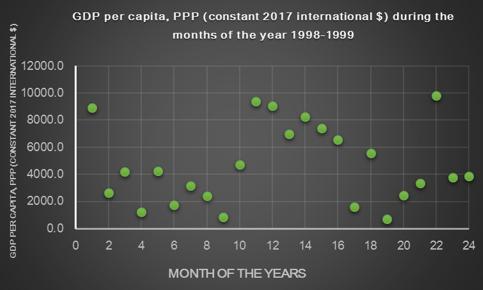 GDP per capita, PPP (constant 2017 international $) during the
months of the year 1998-1999
GDP PER CAPITA, PPP (CONSTANT 2017 INTERNATIONAL $)
12000.0
10000.0
8000.0
6000.0
4000.0
2000.0
0.0
0 2 4 6 8 10 12 14 16 18 20 22 24
MONTH OF THE YEARS